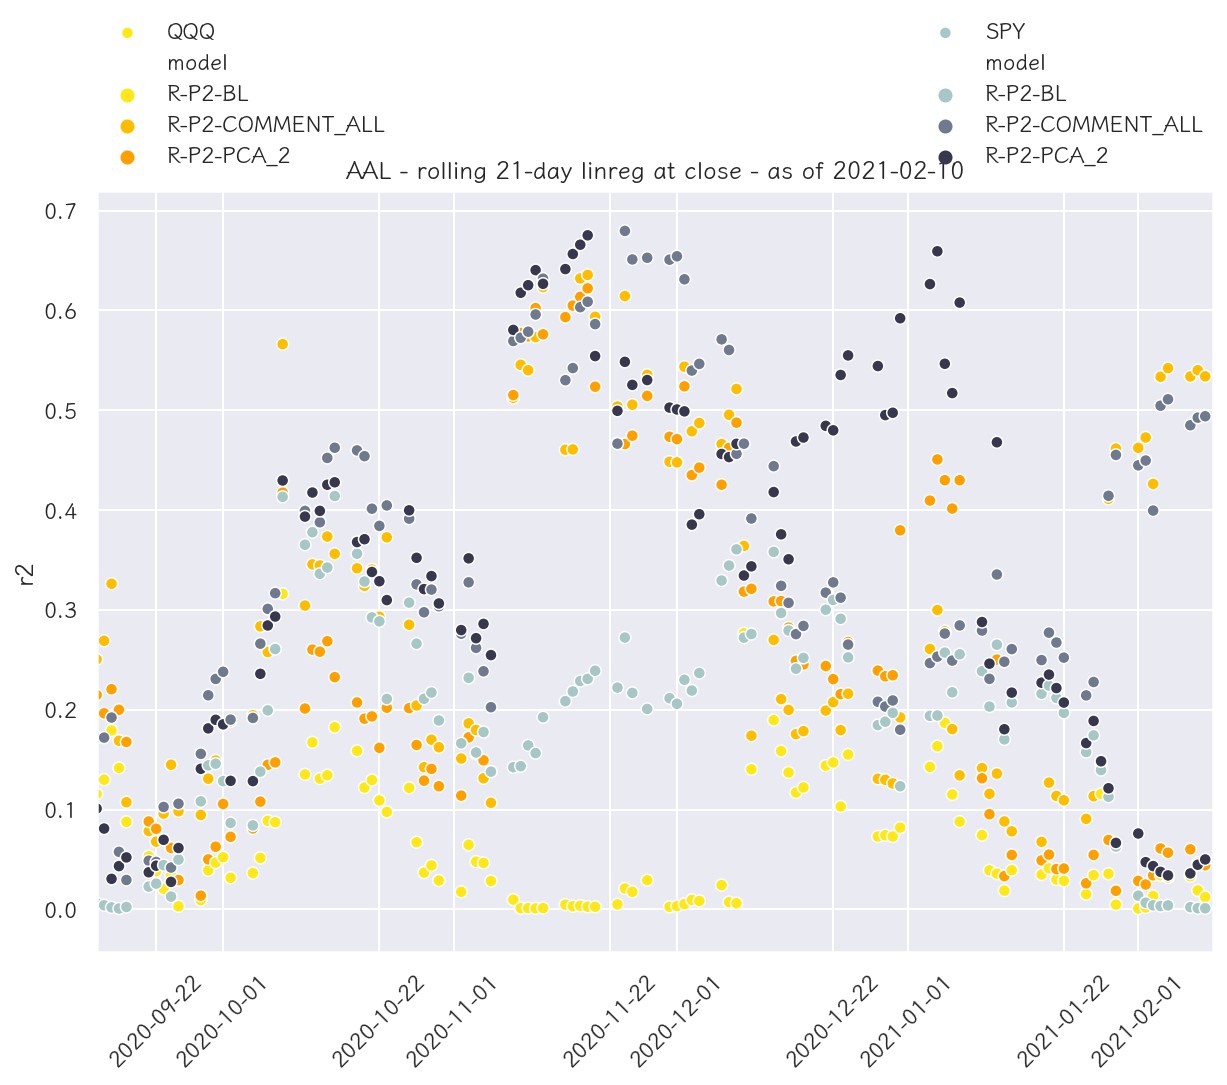 QQQ
model
R-P2-BL
R-P2-COMMENT_ALL
R-P2-PCA_2
SPY
model
R-P2-BL
R-P2-COMMENT_ALL
R-P2-PCA_2
AAL - rolling 21-day linreg at close - as of 2021-02-10
r2
0.7
0.6
0.5
0.4
0.3
0.2
0.1
0.0
2020-09-22
2020-10-01
2020-10-22
2020-11-01
2020-11-22
2020-12-01
2020-12-22
2021-01-01
2021-01-22
2021-02-01